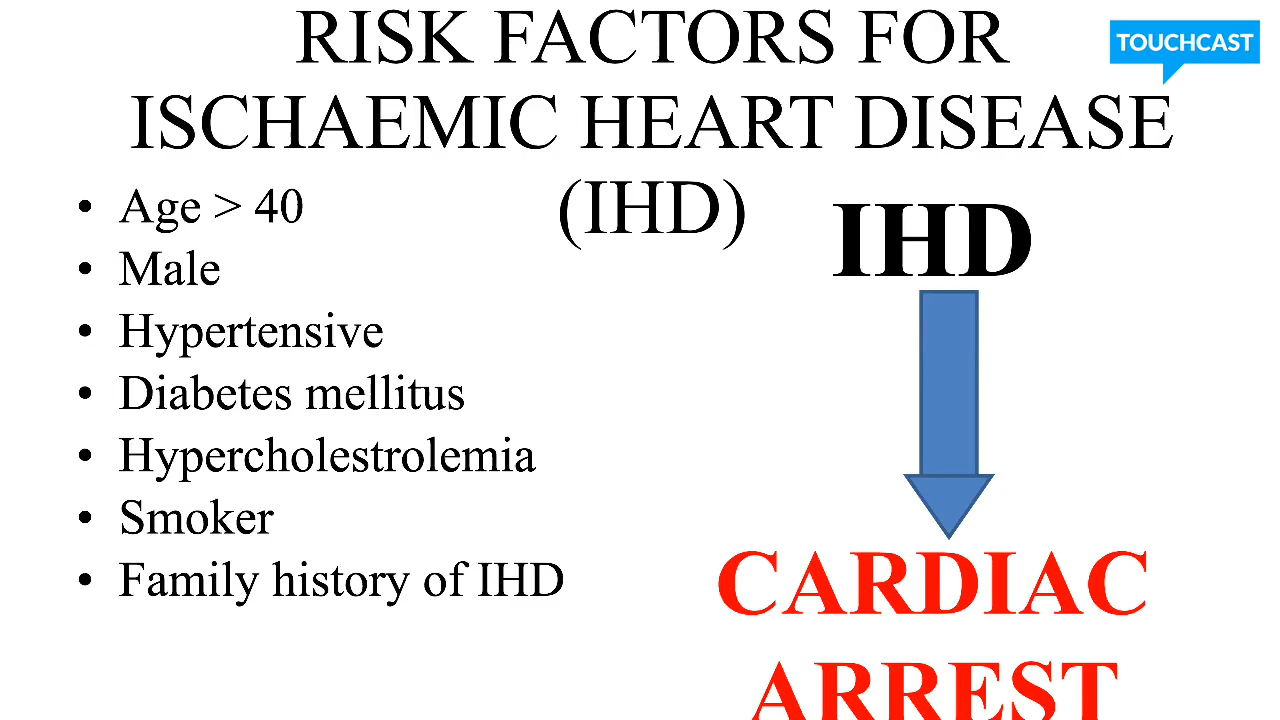 RISK FACTORS FOR
ISCHAEMIC HEART DISEASE
(IHD)
TOUCHCAST
• Age > 40
• Male
• Hypertensive
• Diabetes mellitus
• Hypercholestrolemia
• Smoker
• Family history of IHD
IHD
CARDIAC
ARREST